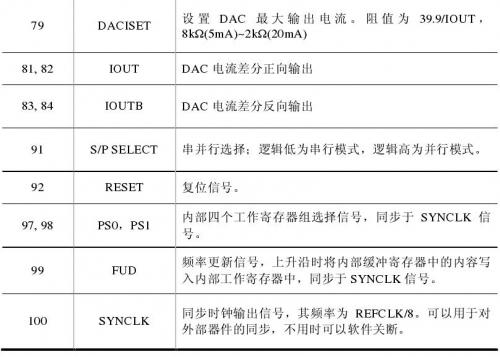 79 DACISET 设置 DAC 最大输出电流。阻值为 39.9/IOUT，
8kΩ(5mA)~2kΩ(20mA)
81, 82 IOUT DAC 电流差分正向输出
83, 84 IOUTB DAC 电流差分反向输出
91 S/P SELECT 串并行选择；逻辑低为串行模式，逻辑高为并行模式。
92 RESET 复位信号。
97, 98 PS0，PS1 内部四个工作寄存器组选择信号，同步于 SYNCLK 信
号。
99 FUD 频率更新信号，上升沿时将内部缓冲寄存器中的内容写
入内部工作寄存器中，同步于 SYNCLK 信号。
100 SYNCLK 同步时钟输出信号，其频率为 REFCLK/8。可以用于对
外部器件的同步，不用时可以软件关断。